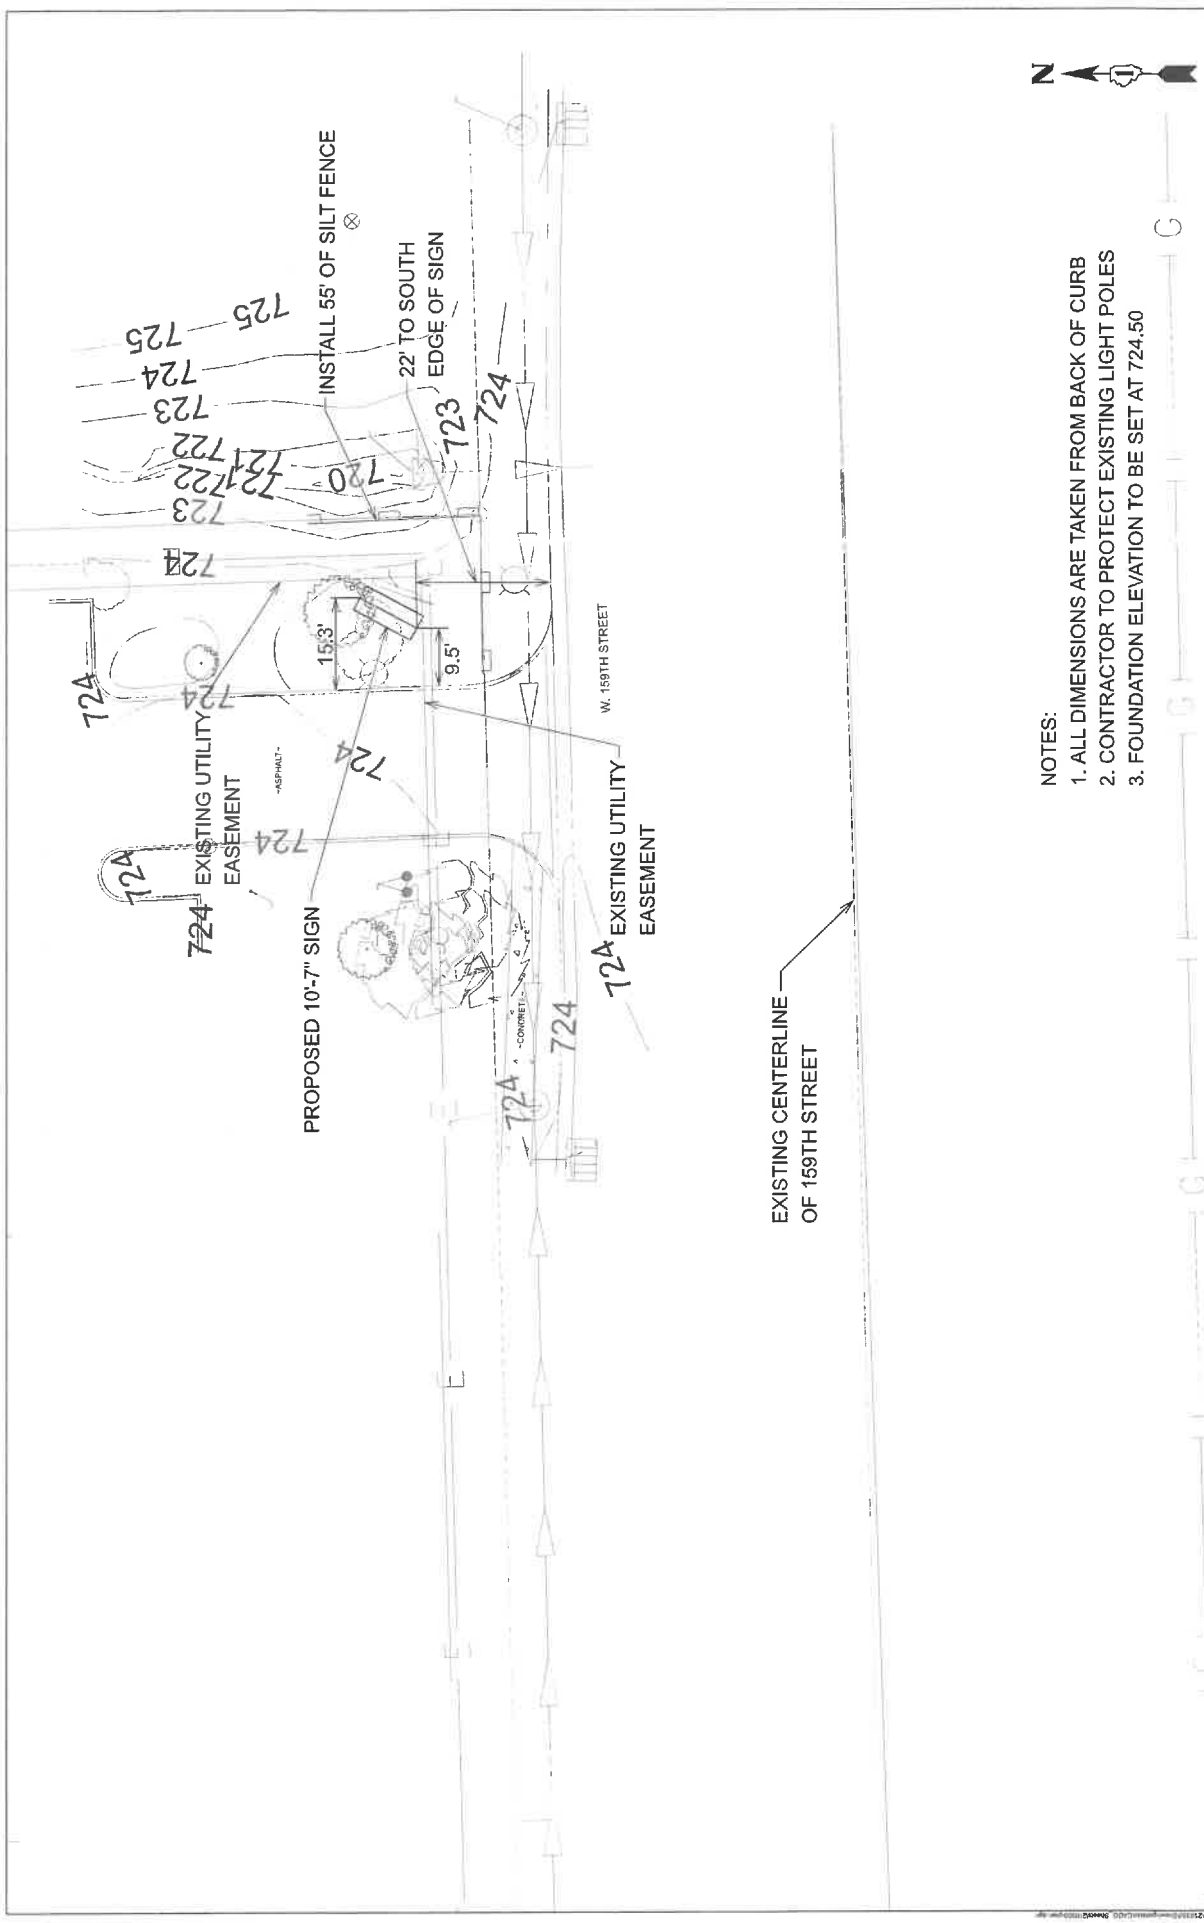 N
725
725
724
723
722
721
722
721
720
723
724
INSTALL 55' OF SILT FENCE
22' TO SOUTH
EDGE OF SIGN
723
724
15.3'
9.5'
724
724
EXISTING UTILITY
EASEMENT
-ASPHALT-
724
724
724
724
PROPOSED 10'-7" SIGN
W. 159TH STREET
EXISTING UTILITY
EASEMENT
724
-CONCRETE-
724
724
E
E
E
EXISTING CENTERLINE
OF 159TH STREET
NOTES:
1. ALL DIMENSIONS ARE TAKEN FROM BACK OF CURB
2. CONTRACTOR TO PROTECT EXISTING LIGHT POLES
3. FOUNDATION ELEVATION TO BE SET AT 724.50
G
G
G